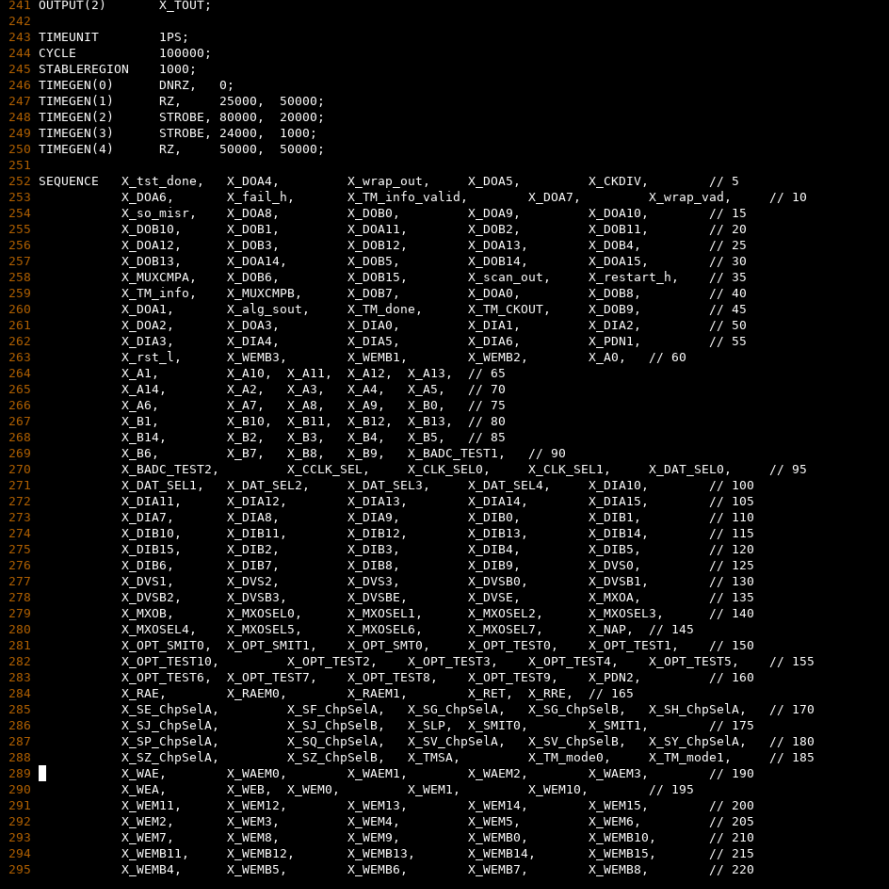 241 OUTPUT(2) X_TOUT;
242
243 TIMEUNIT 1PS;
244 CYCLE 100000;
245 STABLEREGION 1000;
246 TIMEGEN(0) DNRZ, 0;
247 TIMEGEN(1) RZ, 25000, 50000;
248 TIMEGEN(2) STROBE, 80000, 20000;
249 TIMEGEN(3) STROBE, 24000, 1000;
250 TIMEGEN(4) RZ, 50000, 50000;
251
252 SEQUENCE X_tst_done, X_DOA4, X_wrap_out, X_DOA5, X_CKDIV, // 5
253 X_DOA6, X_fail_h, X_TM_info_valid, X_DOA7, X_wrap_vad, // 10
254 X_so_misr, X_DOA8, X_DOB0, X_DOA9, X_DOA10, // 15
255 X_DOB10, X_DOB1, X_DOA11, X_DOB2, X_DOB11, // 20
256 X_DOA12, X_DOB3, X_DOB12, X_DOA13, X_DOB4, // 25
257 X_DOB13, X_DOA14, X_DOB5, X_DOB14, X_DOA15, // 30
258 X_MUXCMPA, X_DOB6, X_DOB15, X_scan_out, X_restart_h, // 35
259 X_TM_info, X_MUXCMPB, X_DOB7, X_DOA0, X_DOB8, // 40
260 X_DOA1, X_alg_sout, X_TM_done, X_TM_CKOUT, X_DOB9, // 45
261 X_DOA2, X_DOA3, X_DIA0, X_DIA1, X_DIA2, // 50
262 X_DIA3, X_DIA4, X_DIA5, X_DIA6, X_PDN1, // 55
263 X_rst_l, X_WEMB3, X_WEMB1, X_WEMB2, X_A0, // 60
264 X_A1, X_A10, X_A11, X_A12, X_A13, // 65
265 X_A14, X_A2, X_A3, X_A4, X_A5, // 70
266 X_A6, X_A7, X_A8, X_A9, X_B0, // 75
267 X_B1, X_B10, X_B11, X_B12, X_B13, // 80
268 X_B14, X_B2, X_B3, X_B4, X_B5, // 85
269 X_B6, X_B7, X_B8, X_B9, X_BADC_TEST1, // 90
270 X_BADC_TEST2, X_CCLK_SEL, X_CLK_SEL0, X_CLK_SEL1, X_DAT_SEL0, // 95
271 X_DAT_SEL1, X_DAT_SEL2, X_DAT_SEL3, X_DAT_SEL4, X_DIA10, // 100
272 X_DIA11, X_DIA12, X_DIA13, X_DIA14, X_DIA15, // 105
273 X_DIA7, X_DIA8, X_DIA9, X_DIB0, X_DIB1, // 110
274 X_DIB10, X_DIB11, X_DIB12, X_DIB13, X_DIB14, // 115
275 X_DIB15, X_DIB2, X_DIB3, X_DIB4, X_DIB5, // 120
276 X_DIB6, X_DIB7, X_DIB8, X_DIB9, X_DVS0, // 125
277 X_DVS1, X_DVS2, X_DVS3, X_DVSB0, X_DVSB1, // 130
278 X_DVSB2, X_DVSB3, X_DVSBE, X_DVSE, X_MXOA, // 135
279 X_MXOB, X_MXOSEL0, X_MXOSEL1, X_MXOSEL2, X_MXOSEL3, // 140
280 X_MXOSEL4, X_MXOSEL5, X_MXOSEL6, X_MXOSEL7, X_NAP, // 145
281 X_OPT_SMIT0, X_OPT_SMIT1, X_OPT_SMT0, X_OPT_TEST0, X_OPT_TEST1, // 150
282 X_OPT_TEST10, X_OPT_TEST2, X_OPT_TEST3, X_OPT_TEST4, X_OPT_TEST5, // 155
283 X_OPT_TEST6, X_OPT_TEST7, X_OPT_TEST8, X_OPT_TEST9, X_PDN2, // 160
284 X_RAE, X_RAEM0, X_RAEM1, X_RET, X_RRE, // 165
285 X_SE_ChpSelA, X_SF_ChpSelA, X_SG_ChpSelA, X_SG_ChpSelB, X_SH_ChpSelA, // 170
286 X_SJ_ChpSelA, X_SJ_ChpSelB, X_SLP, X_SMIT0, X_SMIT1, // 175
287 X_SP_ChpSelA, X_SQ_ChpSelA, X_SV_ChpSelA, X_SV_ChpSelB, X_SY_ChpSelA, // 180
288 X_SZ_ChpSelA, X_SZ_ChpSelB, X_TMSA, X_TM_mode0, X_TM_mode1, // 185
289 X_WAE, X_WAEM0, X_WAEM1, X_WAEM2, X_WAEM3, // 190
290 X_WEA, X_WEB, X_WEM0, X_WEM1, X_WEM10, // 195
291 X_WEM11, X_WEM12, X_WEM13, X_WEM14, X_WEM15, // 200
292 X_WEM2, X_WEM3, X_WEM4, X_WEM5, X_WEM6, // 205
293 X_WEM7, X_WEM8, X_WEM9, X_WEMB0, X_WEMB10, // 210
294 X_WEMB11, X_WEMB12, X_WEMB13, X_WEMB14, X_WEMB15, // 215
295 X_WEMB4, X_WEMB5, X_WEMB6, X_WEMB7, X_WEMB8, // 220